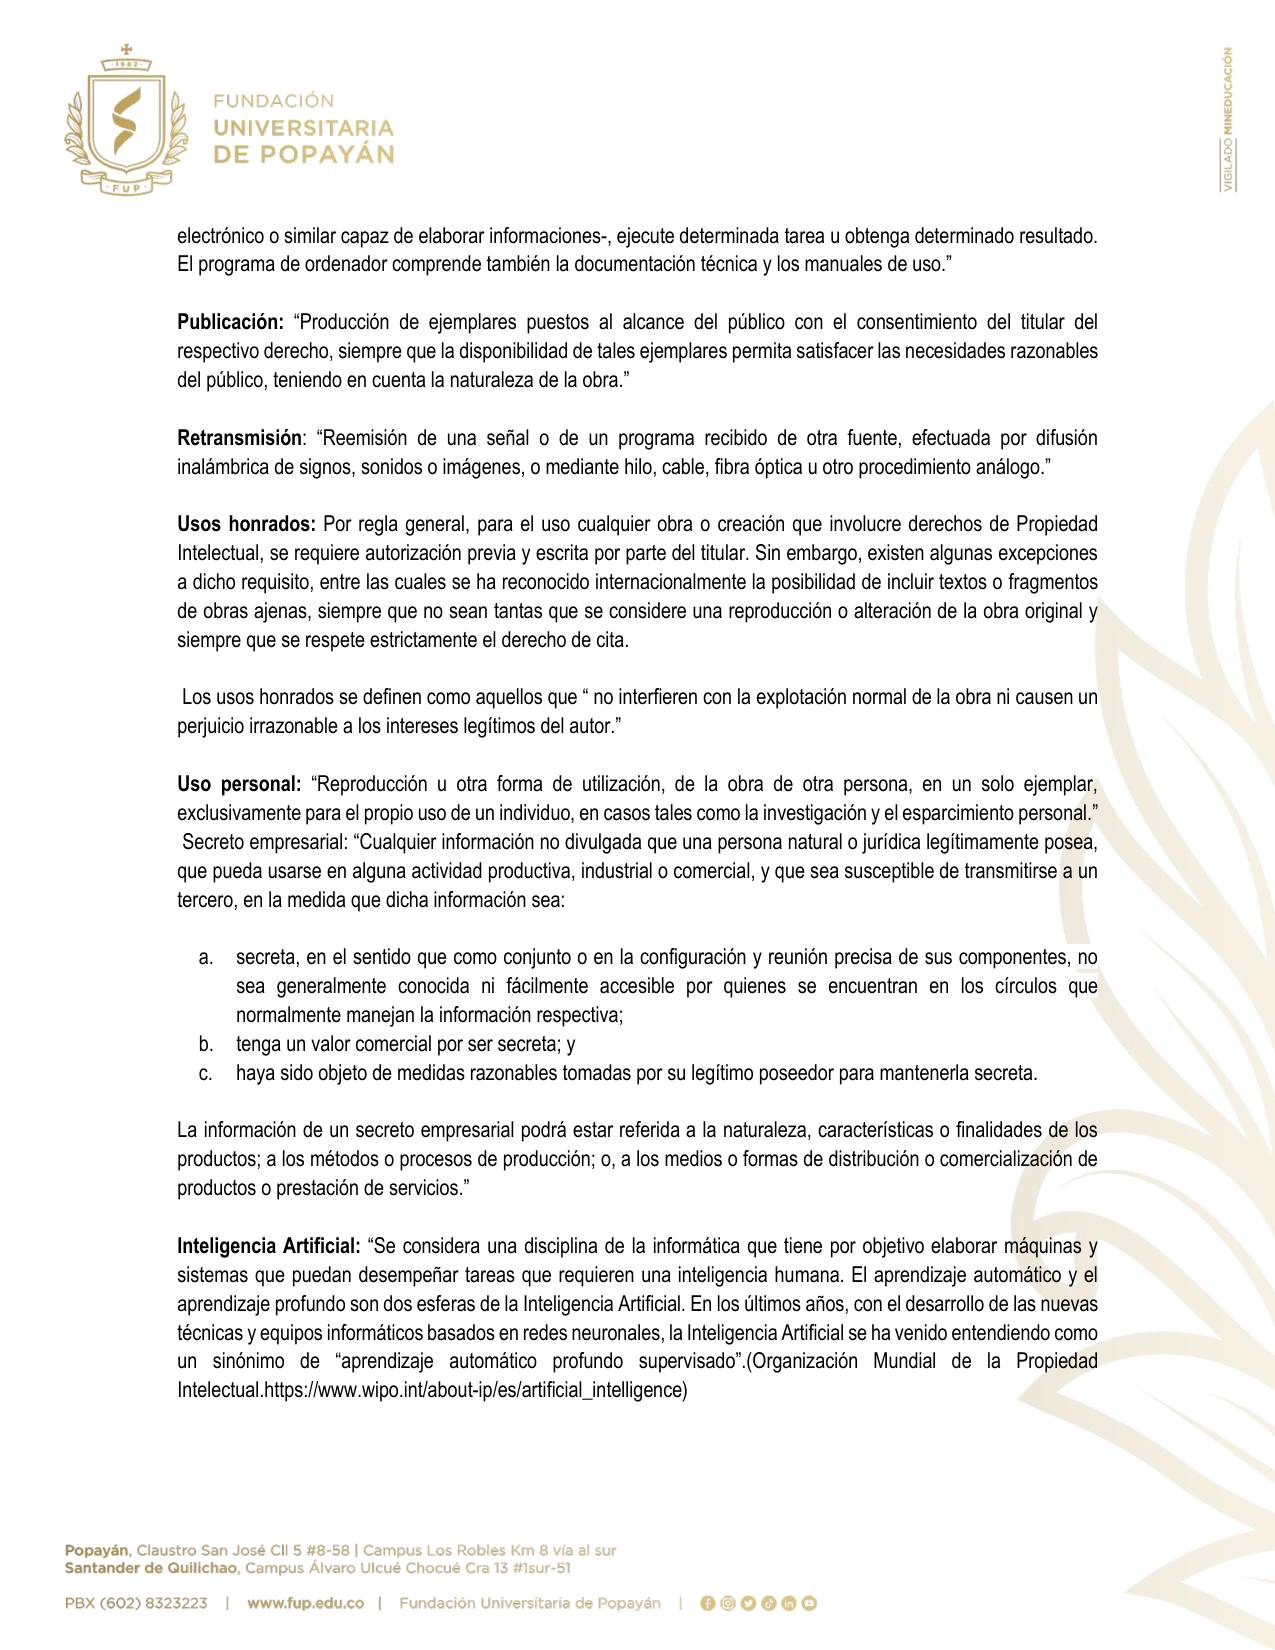 1982
FUP
FUNDACIÓN
UNIVERSITARIA
DE POPAYÁN
VIGILADO MINEDUCACIÓN
electrónico o similar capaz de elaborar informaciones-, ejecute determinada tarea u obtenga determinado resultado.
El programa de ordenador comprende también la documentación técnica y los manuales de uso.”
Publicación: “Producción de ejemplares puestos al alcance del público con el consentimiento del titular del
respectivo derecho, siempre que la disponibilidad de tales ejemplares permita satisfacer las necesidades razonables
del público, teniendo en cuenta la naturaleza de la obra.”
Retransmisión: “Reemisión de una señal o de un programa recibido de otra fuente, efectuada por difusión
inalámbrica de signos, sonidos o imágenes, o mediante hilo, cable, fibra óptica u otro procedimiento análogo.”
Usos honrados: Por regla general, para el uso cualquier obra o creación que involucre derechos de Propiedad
Intelectual, se requiere autorización previa y escrita por parte del titular. Sin embargo, existen algunas excepciones
a dicho requisito, entre las cuales se ha reconocido internacionalmente la posibilidad de incluir textos o fragmentos
de obras ajenas, siempre que no sean tantas que se considere una reproducción o alteración de la obra original y
siempre que se respete estrictamente el derecho de cita.
Los usos honrados se definen como aquellos que “ no interfieren con la explotación normal de la obra ni causen un
perjuicio irrazonable a los intereses legítimos del autor.”
Uso personal: “Reproducción u otra forma de utilización, de la obra de otra persona, en un solo ejemplar,
exclusivamente para el propio uso de un individuo, en casos tales como la investigación y el esparcimiento personal.”
Secreto empresarial: “Cualquier información no divulgada que una persona natural o jurídica legítimamente posea,
que pueda usarse en alguna actividad productiva, industrial o comercial, y que sea susceptible de transmitirse a un
tercero, en la medida que dicha información sea:
a. secreta, en el sentido que como conjunto o en la configuración y reunión precisa de sus componentes, no
sea generalmente conocida ni fácilmente accesible por quienes se encuentran en los círculos que
normalmente manejan la información respectiva;
b. tenga un valor comercial por ser secreta; y
c. haya sido objeto de medidas razonables tomadas por su legítimo poseedor para mantenerla secreta.
La información de un secreto empresarial podrá estar referida a la naturaleza, características o finalidades de los
productos; a los métodos o procesos de producción; o, a los medios o formas de distribución o comercialización de
productos o prestación de servicios.”
Inteligencia Artificial: “Se considera una disciplina de la informática que tiene por objetivo elaborar máquinas y
sistemas que puedan desempeñar tareas que requieren una inteligencia humana. El aprendizaje automático y el
aprendizaje profundo son dos esferas de la Inteligencia Artificial. En los últimos años, con el desarrollo de las nuevas
técnicas y equipos informáticos basados en redes neuronales, la Inteligencia Artificial se ha venido entendiendo como
un sinónimo de “aprendizaje automático profundo supervisado”.(Organización Mundial de la Propiedad
Intelectual.https://www.wipo.int/about-ip/es/artificial_intelligence)
Popayán, Claustro San José Cll 5 #8-58 | Campus Los Robles Km 8 vía al sur
Santander de Quilichao, Campus Álvaro Ulcué Chocué Cra 13 #1sur-51
PBX (602) 8323223 | www.fup.edu.co | Fundación Universitaria de Popayán |